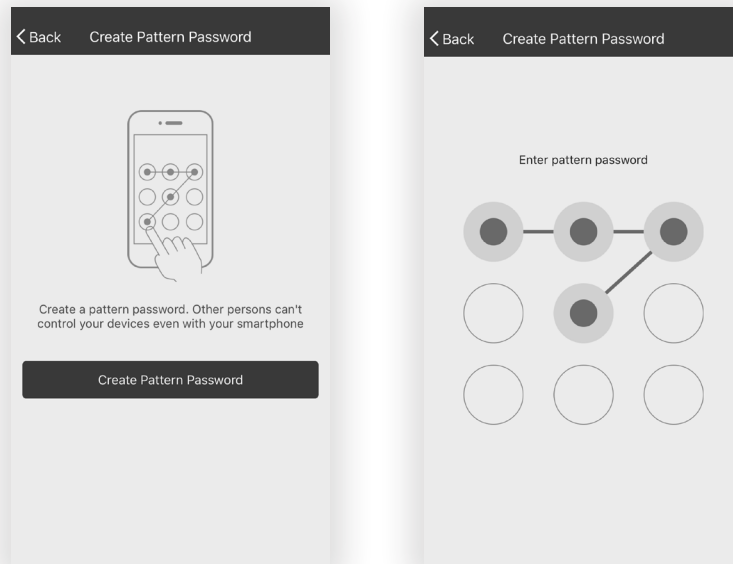 Back Create Pattern Password
Create a pattern password. Other persons can't
control your devices even with your smartphone
Create Pattern Password
Back Create Pattern Password
Enter pattern password